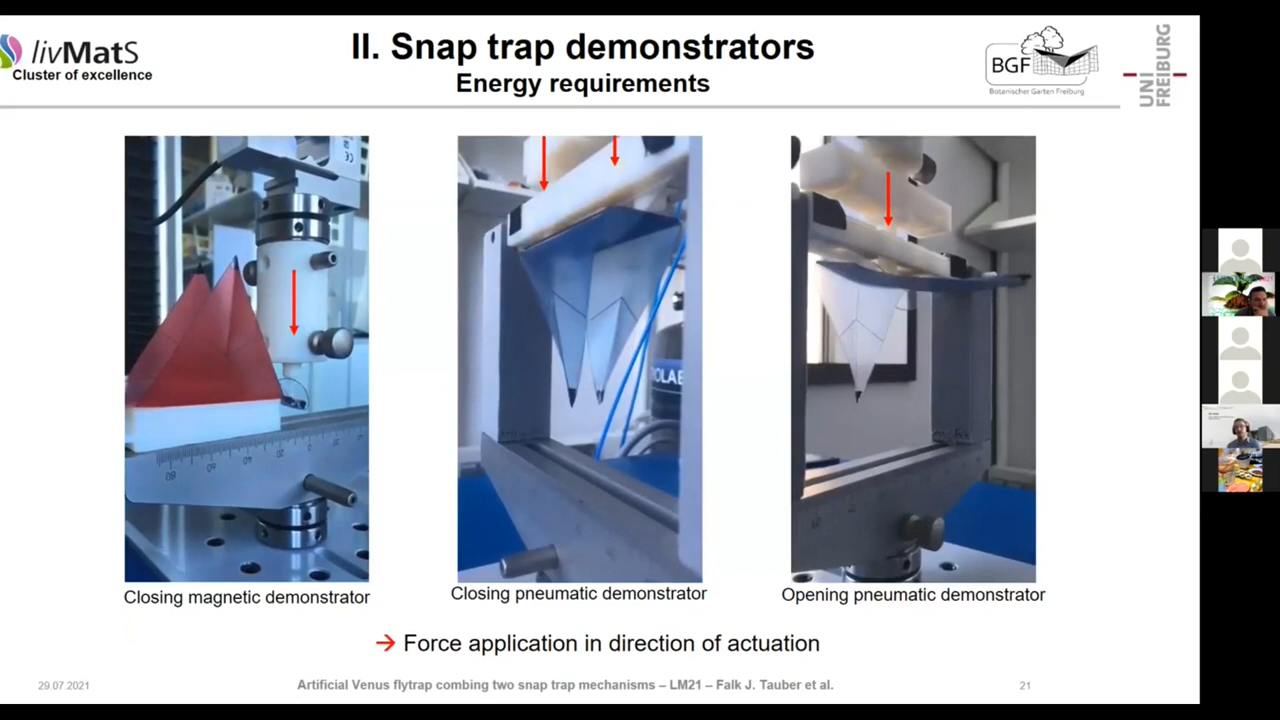 livMatS
Cluster of excellence
II. Snap trap demonstrators
Energy requirements
BGF
Botanischer Garten Freiburg
UNI
FREIBURG
Closing magnetic demonstrator
Closing pneumatic demonstrator
Opening pneumatic demonstrator
→ Force application in direction of actuation
29.07.2021
Artificial Venus flytrap combing two snap trap mechanisms – LM21 – Falk J. Tauber et al.
21